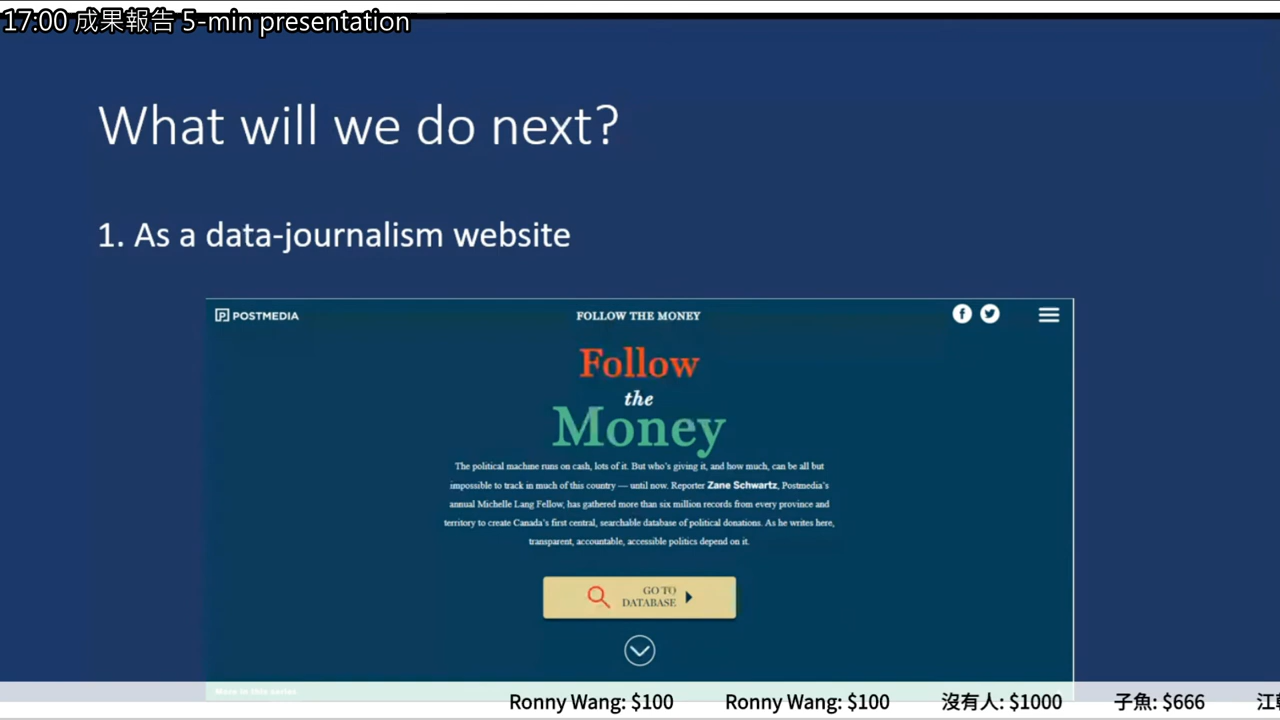 17:00 成果報告 5-min presentation
What will we do next?
1. As a data-journalism website
POSTMEDIA
FOLLOW THE MONEY
Follow
the
Money
The political machine runs on cash, lots of it. But who's giving it, and how much, can be all but
impossible to track in much of this country — until now. Reporter Zane Schwartz, Postmedia's
annual Michelle Lang Fellow, has gathered more than six million records from every province and
territory to create Canada's first central, searchable database of political donations. As he writes here,
transparent, accountable, accessible politics depend on it.
GO TO
DATABASE
More in this series
Ronny Wang: $100 Ronny Wang: $100 沒有人: $1000 子魚: $666 江